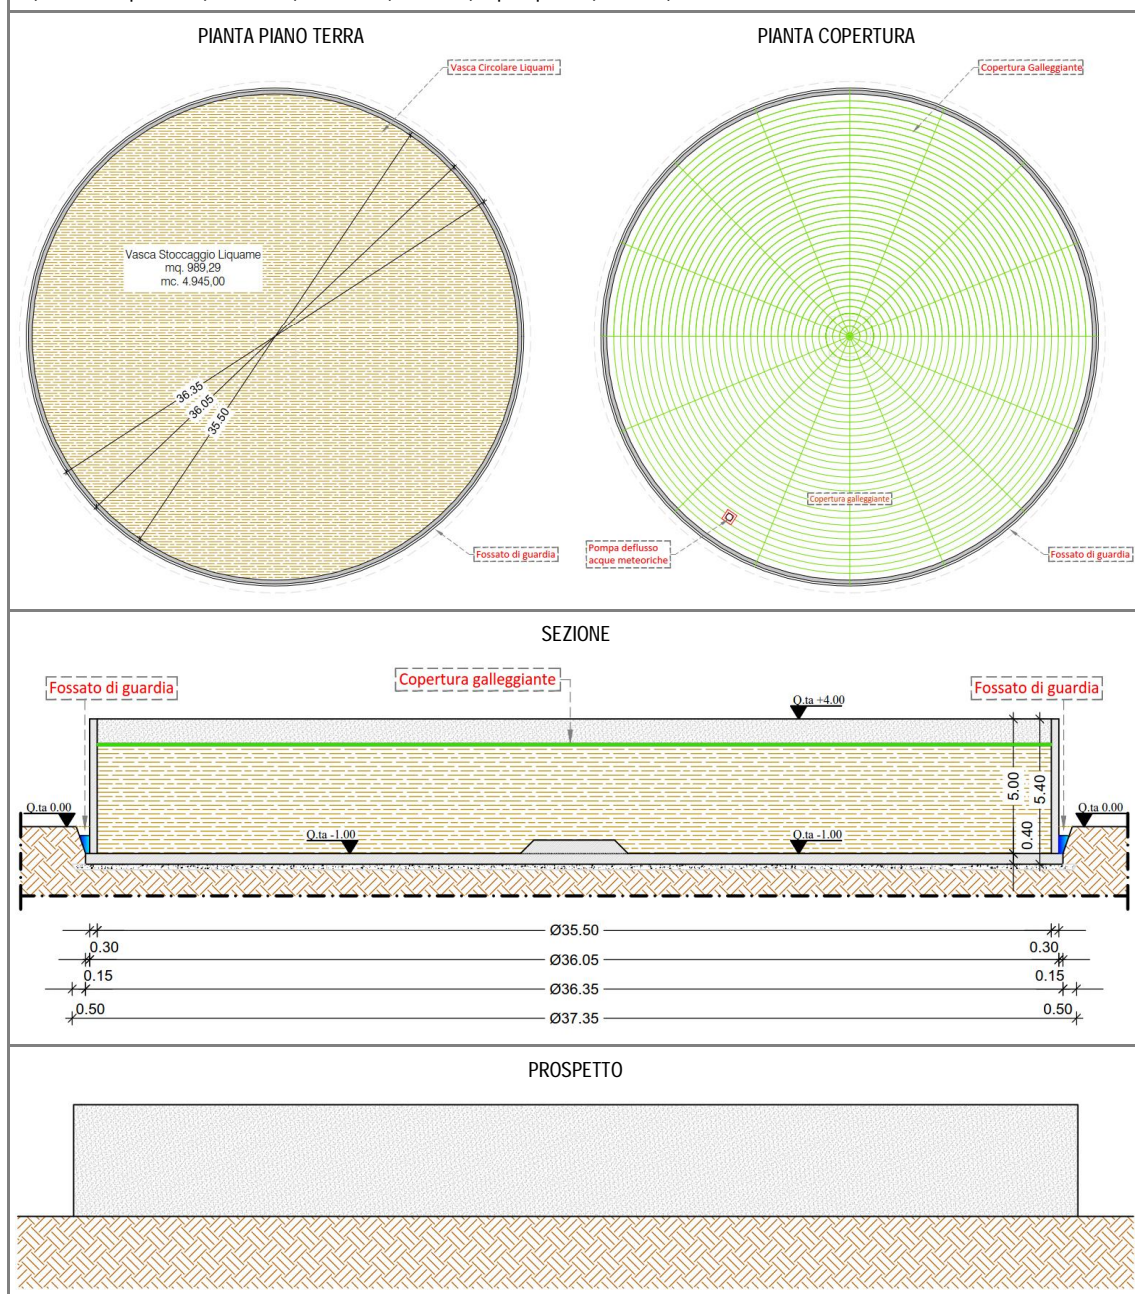 PIANTA PIANO TERRA
PIANTA COPERTURA
Vasca Circolare Liquami
Copertura Galleggiante
Vasca Stoccaggio Liquame
mq. 989,29
mc. 4.945,00
36.35
36.05
35.50
Copertura galleggiante
Fossato di guardia
Pompa deflusso
acque meteoriche
Fossato di guardia
SEZIONE
Fossato di guardia
Copertura galleggiante
Q.ta +4.00
Fossato di guardia
5.00
5.40
Q.ta 0.00
Q.ta 0.00
Q.ta -1.00
Q.ta -1.00
0.40
Ø35.50
0.30
0.30
Ø36.05
0.15
0.15
Ø36.35
0.50
0.50
Ø37.35
PROSPETTO